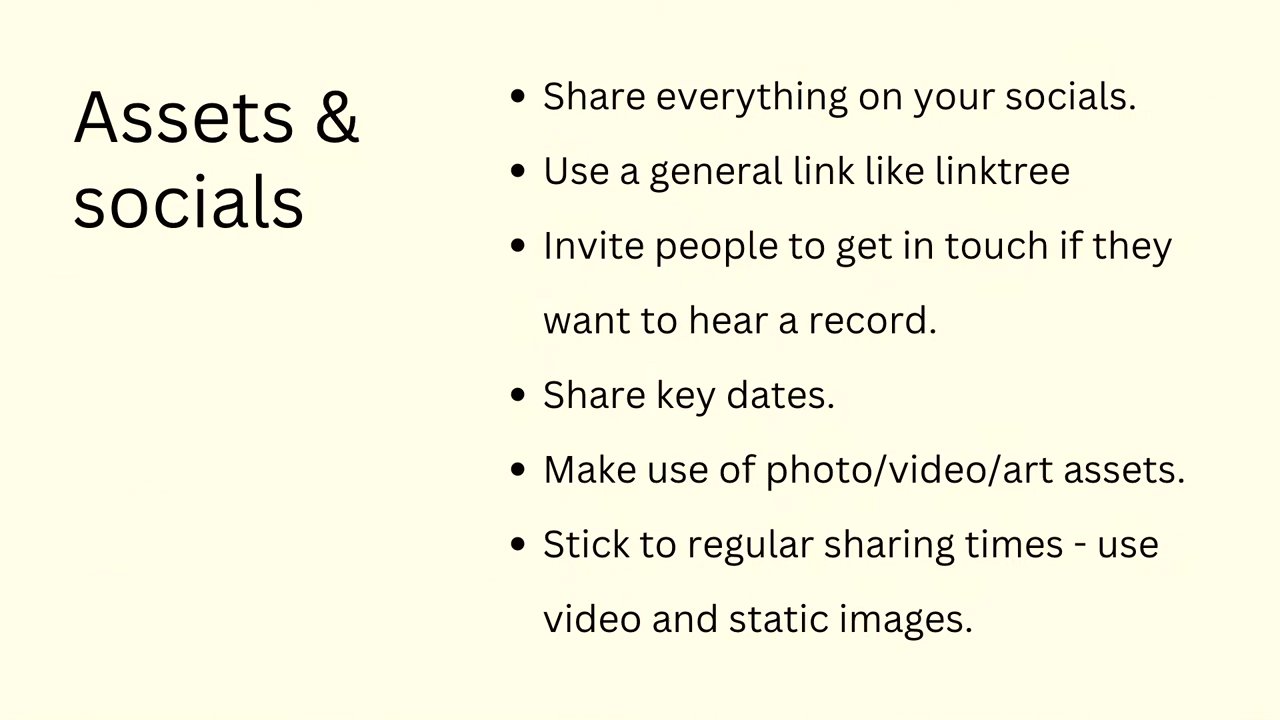 Assets &
socials
• Share everything on your socials.
• Use a general link like linktree
• Invite people to get in touch if they
want to hear a record.
• Share key dates.
• Make use of photo/video/art assets.
• Stick to regular sharing times - use
video and static images.